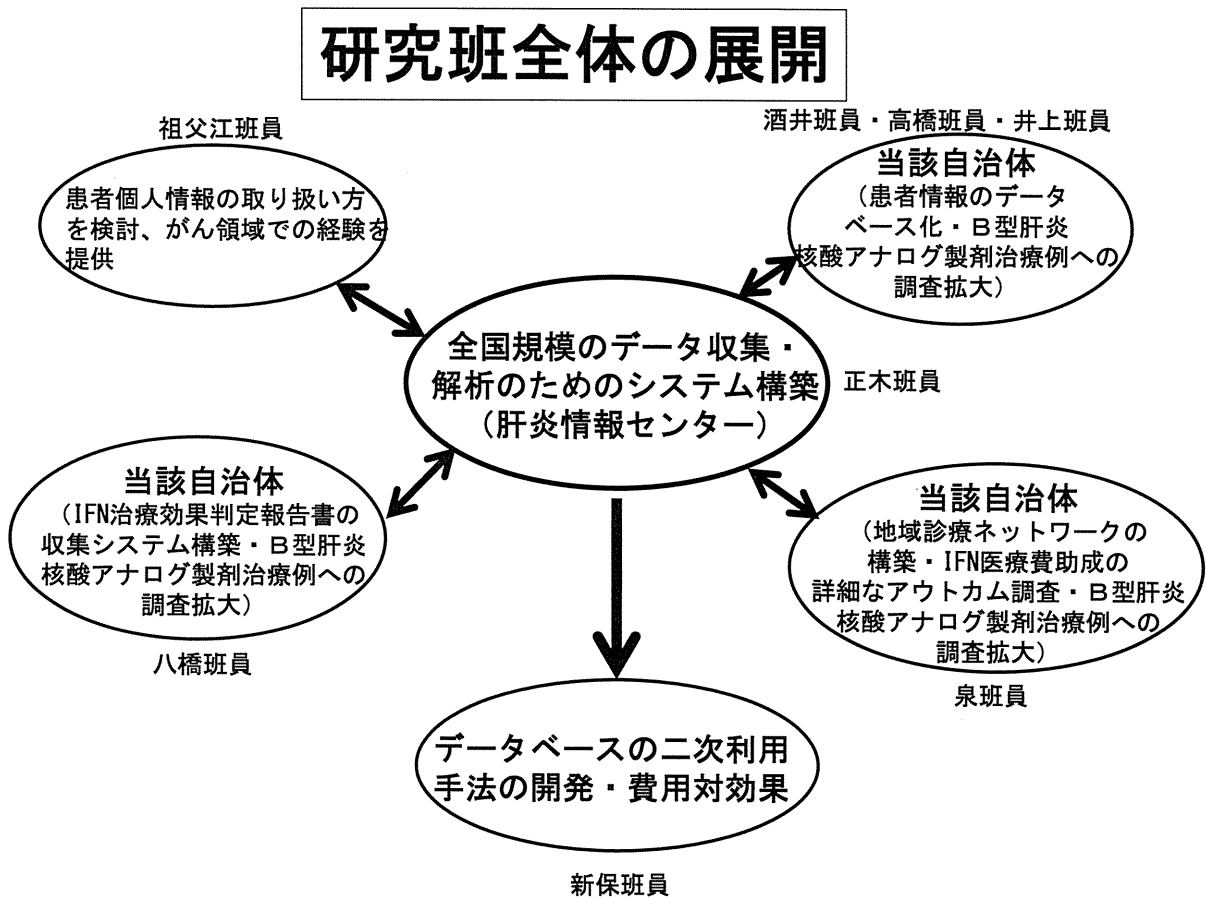 研究班全体の展開
祖父江班員
患者個人情報の取り扱い方
を検討、がん領域での経験を
提供
酒井班員・高橋班員・井上班員
当該自治体
（患者情報のデータ
ベース化・Ｂ型肝炎
核酸アナログ製剤治療例への
調査拡大）
全国規模のデータ収集・
解析のためのシステム構築
（肝炎情報センター）
正木班員
当該自治体
（IFN治療効果判定報告書の
収集システム構築・Ｂ型肝炎
核酸アナログ製剤治療例への
調査拡大）
八橋班員
当該自治体
（地域診療ネットワークの
構築・IFN医療費助成の
詳細なアウトカム調査・Ｂ型肝炎
核酸アナログ製剤治療例への
調査拡大）
泉班員
データベースの二次利用
手法の開発・費用対効果
新保班員